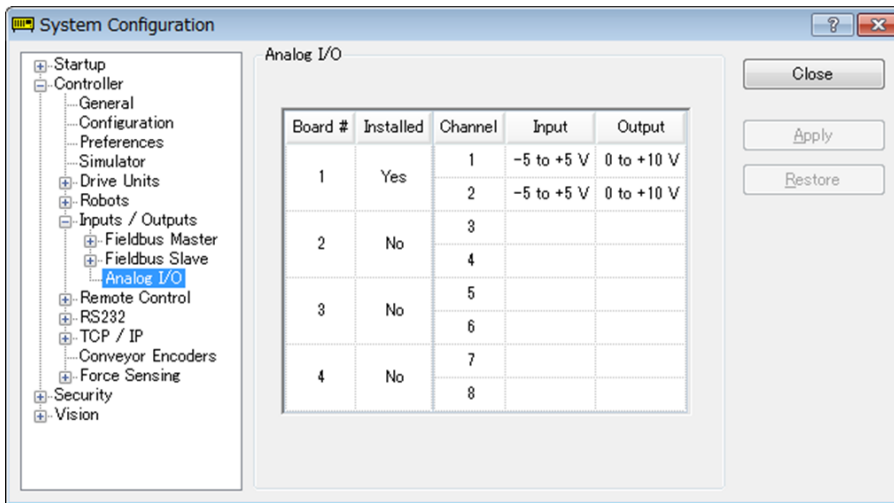 System Configuration
Startup
Controller
General
Configuration
Preferences
Simulator
Drive Units
Robots
Inputs / Outputs
Fieldbus Master
Fieldbus Slave
Analog I/O
Remote Control
RS232
TCP / IP
Conveyor Encoders
Force Sensing
Security
Vision
Analog I/O
Board # Installed Channel Input Output
1 Yes 1 -5 to +5 V 0 to +10 V
2 -5 to +5 V 0 to +10 V
2 No 3
4
3 No 5
6
4 No 7
8
Close
Apply
Restore